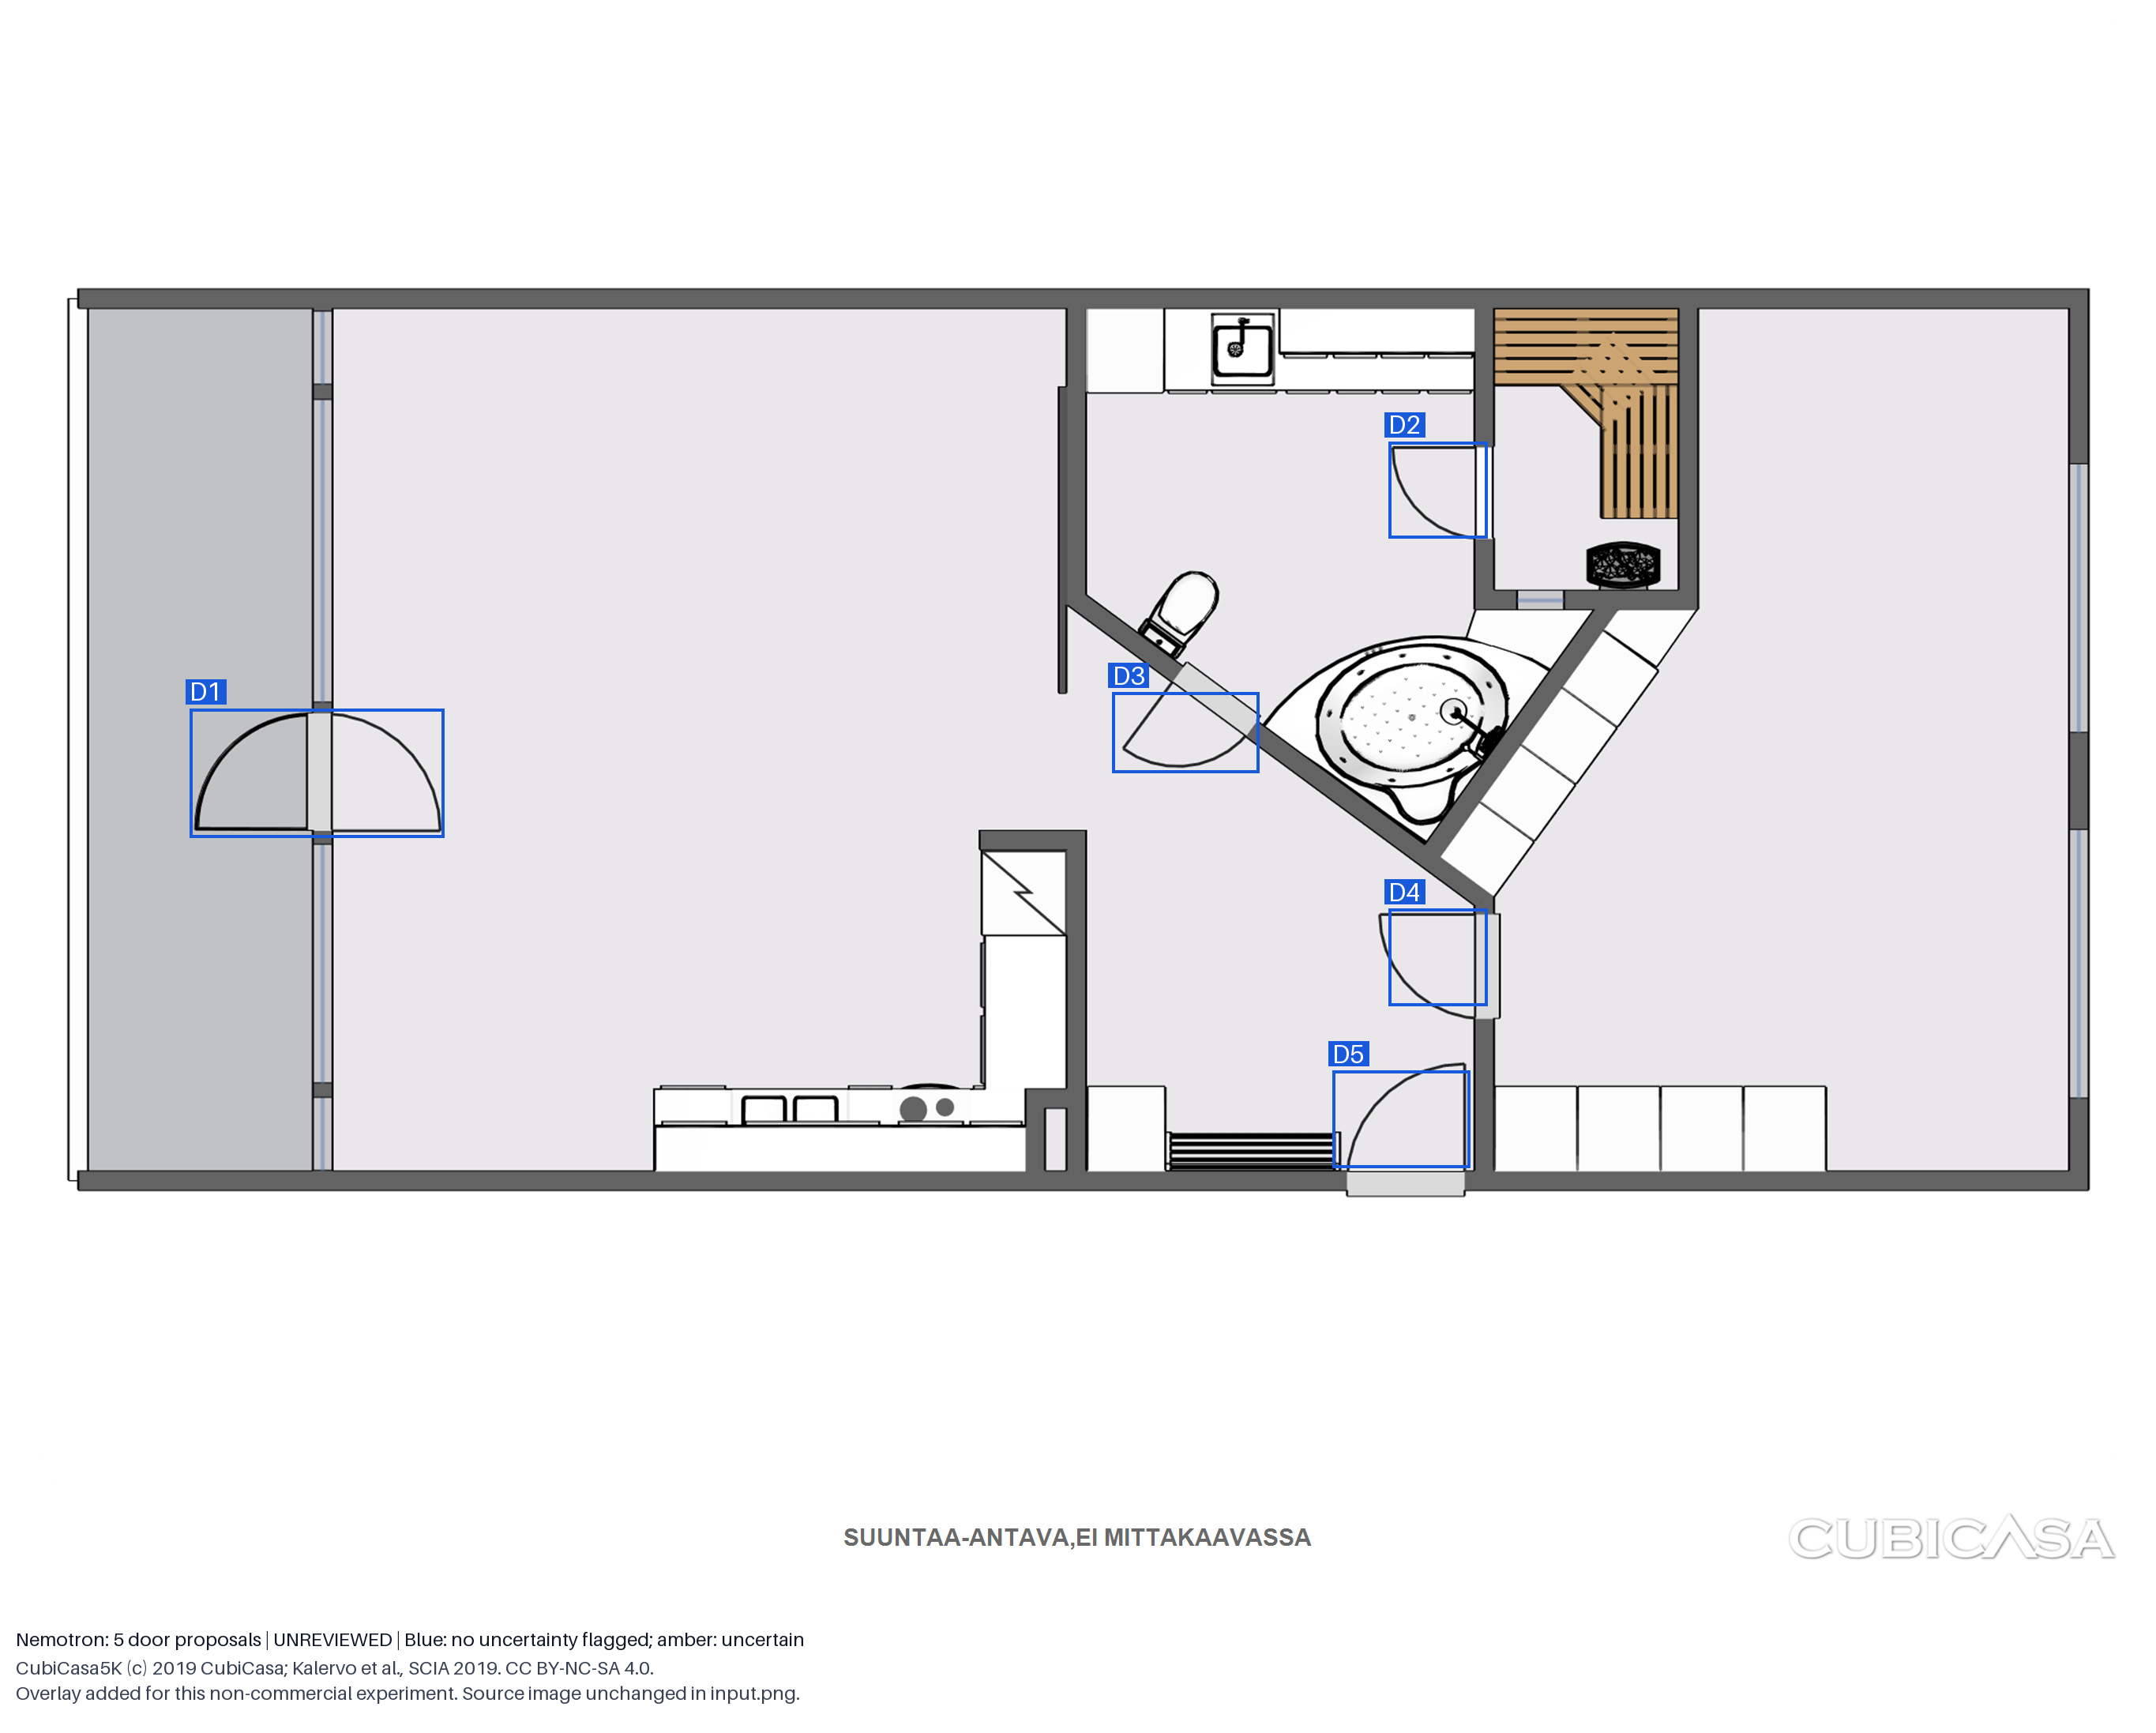 D2
D3
D1
D4
D5
SUUNTAA-ANTAVA,EI MITTAKAAVASSA
CUBICASA
Nemotron: 5 door proposals | UNREVIEWED | Blue: no uncertainty flagged; amber: uncertain
CubiCasa5K (c) 2019 CubiCasa; Kalervo et al., SCIA 2019. CC BY-NC-SA 4.0.
Overlay added for this non-commercial experiment. Source image unchanged in input.png.